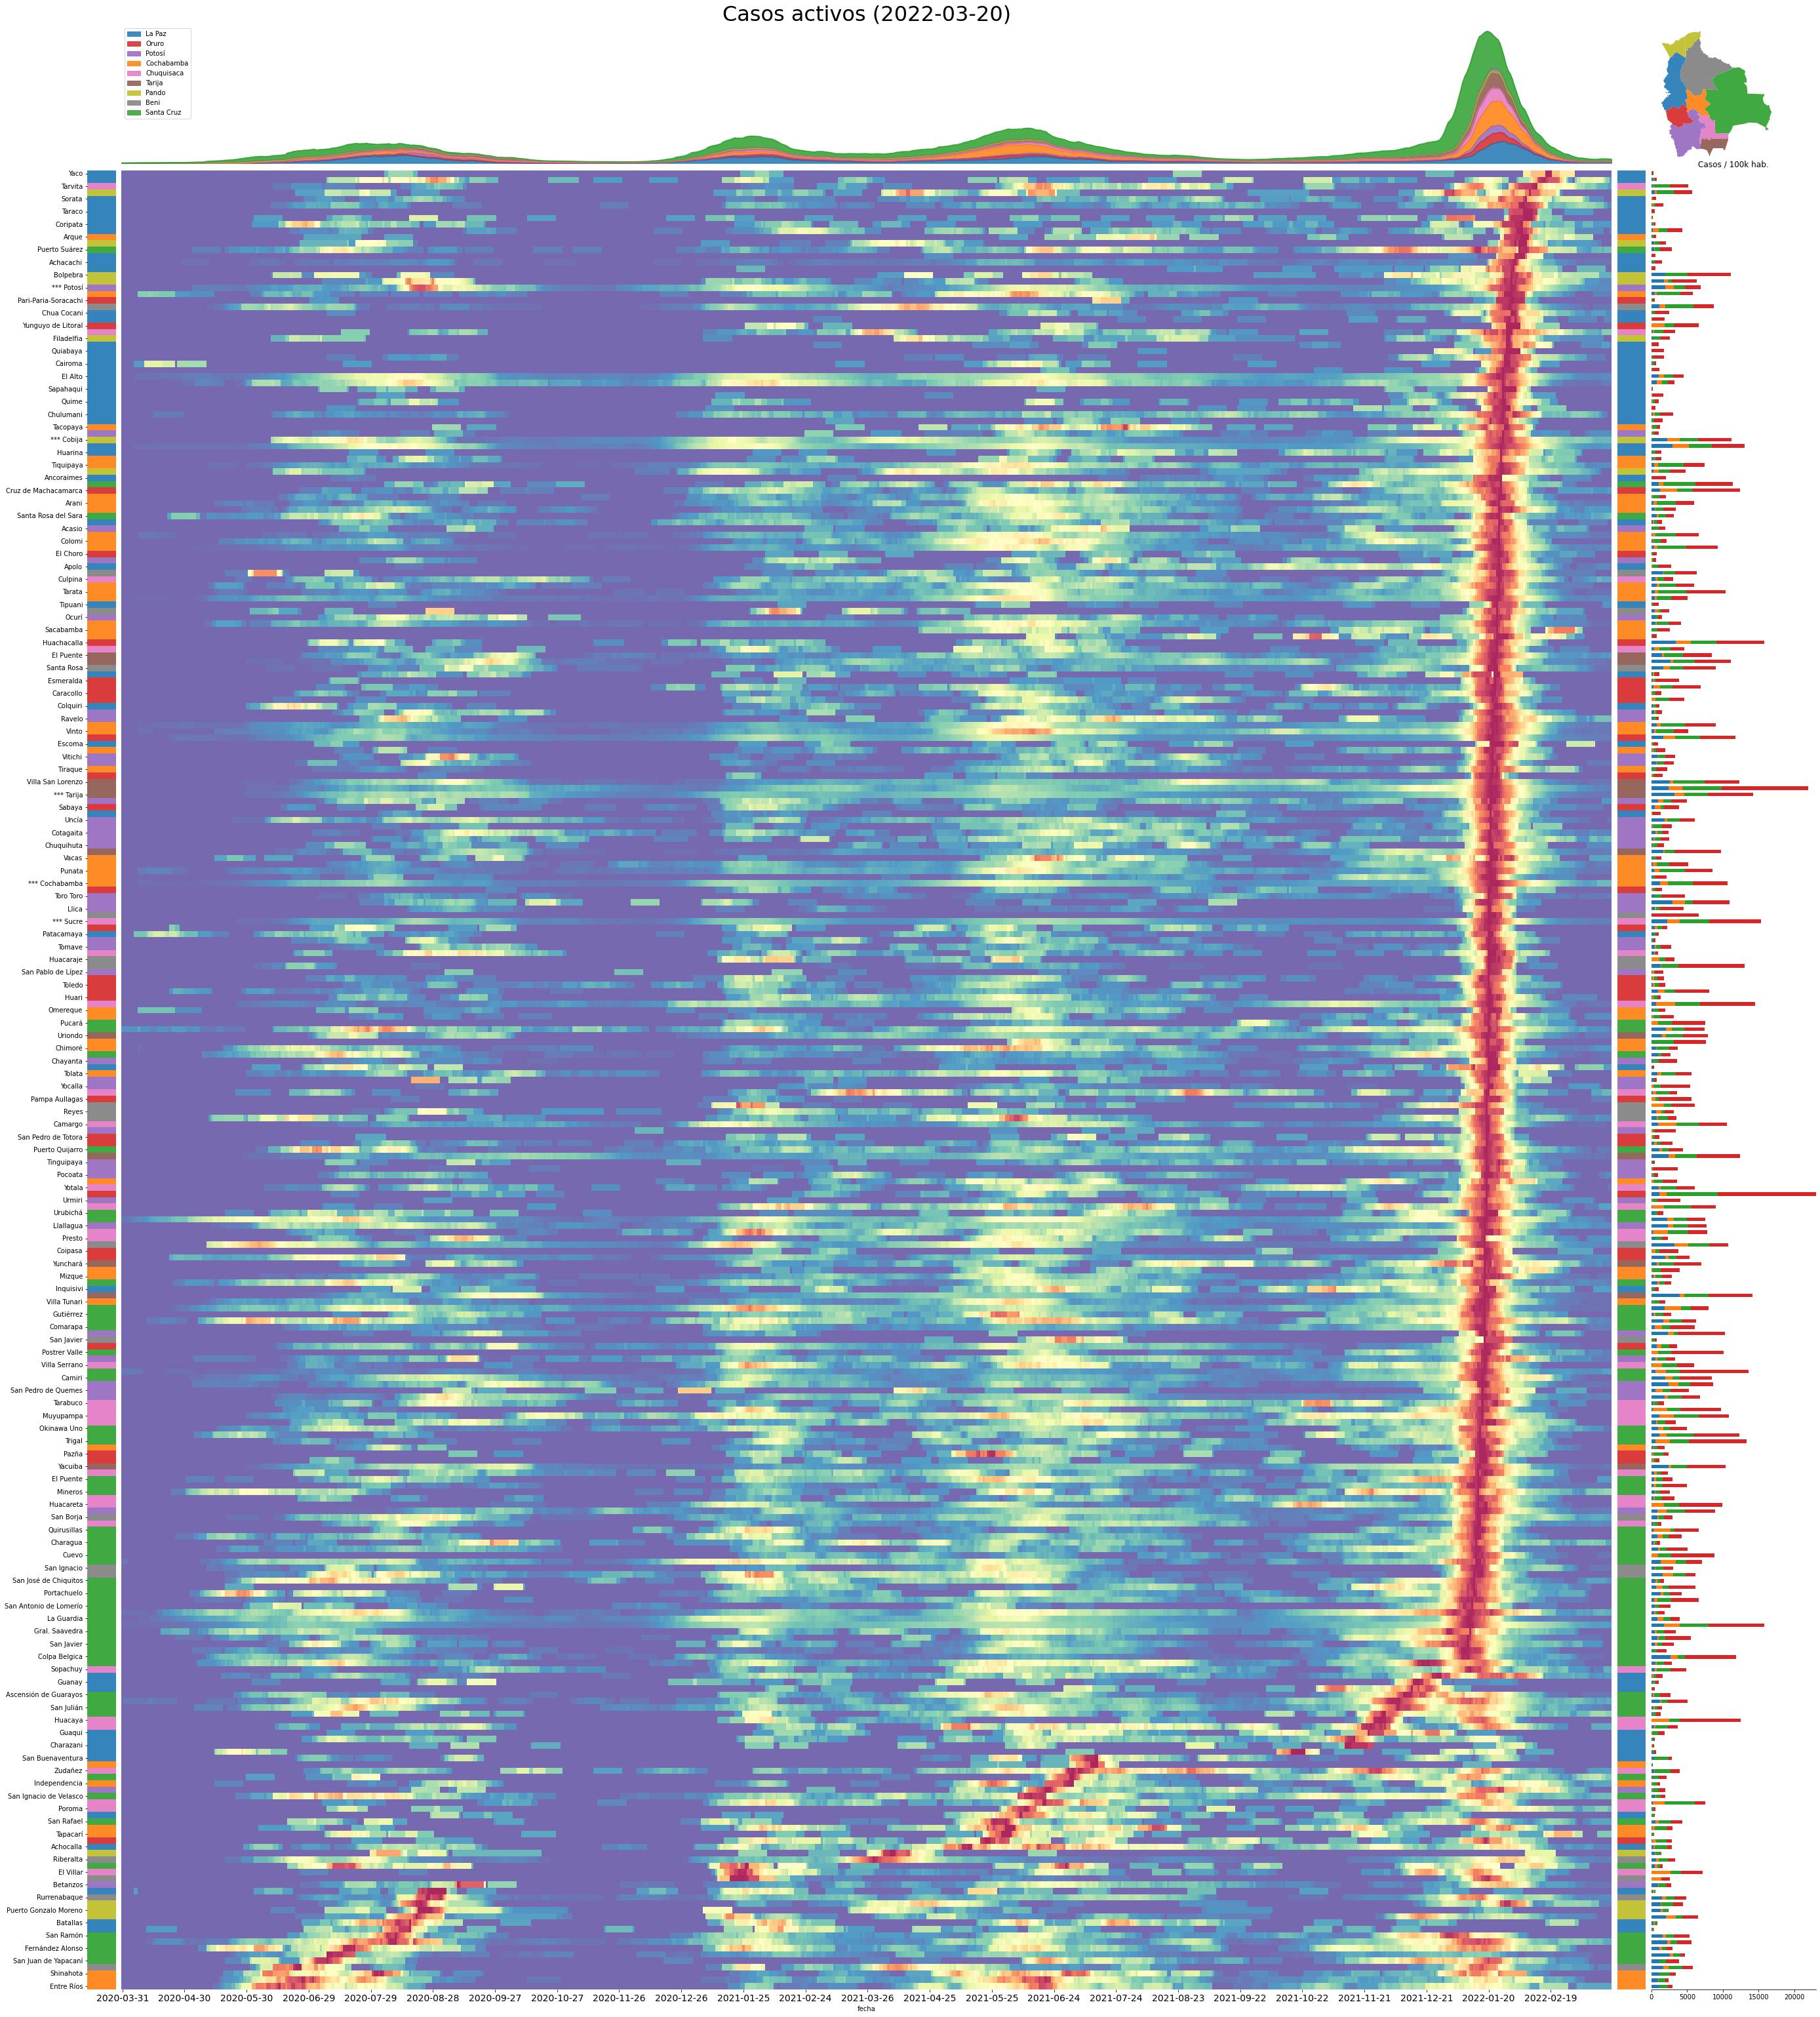 Casos activos (2022-03-20)
La Paz
Oruro
Potosí
Cochabamba
Chuquisaca
Tarija
Pando
Beni
Santa Cruz
Casos / 100k hab.
Yaco
Tarvita
Sorata
Taraco
Coripata
Arque
Puerto Suárez
Achacachi
Bolpebra
*** Potosí
Pari-Paria-Soracachi
Chua Cocani
Yunguyo de Litoral
Filadelfia
Quiabaya
Cairoma
El Alto
Sapahaqui
Quime
Chulumani
Tacopaya
*** Cobija
Huarina
Tiquipaya
Ancoraimes
Cruz de Machacamarca
Arani
Santa Rosa del Sara
Acasio
Colomi
El Choro
Apolo
Culpina
Tarata
Tipuani
Ocurí
Sacabamba
Huachacalla
El Puente
Santa Rosa
Esmeralda
Caracollo
Colquiri
Ravelo
Vinto
Escoma
Vitichi
Tiraque
Villa San Lorenzo
*** Tarija
Sabaya
Uncía
Cotagaita
Chuquihuta
Vacas
Punata
*** Cochabamba
Toro Toro
Llica
*** Sucre
Patacamaya
Tomave
Huacaraje
San Pablo de Lípez
Toledo
Huari
Omereque
Pucará
Uriondo
Chimoré
Chayanta
Tolata
Yocalla
Pampa Aullagas
Reyes
Camargo
San Pedro de Totora
Puerto Quijarro
Tinguipaya
Pocoata
Yotala
Urmiri
Urubichá
Llallagua
Presto
Coipasa
Yunchará
Mizque
Inquisivi
Villa Tunari
Gutiérrez
Comarapa
San Javier
Postrer Valle
Villa Serrano
Camiri
San Pedro de Quemes
Tarabuco
Muyupampa
Okinawa Uno
Trigal
Pazña
Yacuiba
El Puente
Mineros
Huacareta
San Borja
Quirusillas
Charagua
Cuevo
San Ignacio
San José de Chiquitos
Portachuelo
San Antonio de Lomerío
La Guardia
Gral. Saavedra
San Javier
Colpa Belgica
Sopachuy
Guanay
Ascensión de Guarayos
San Julián
Huacaya
Guaqui
Charazani
San Buenaventura
Zudañez
Independencia
San Ignacio de Velasco
Poroma
San Rafael
Tapacarí
Achocalla
Riberalta
El Villar
Betanzos
Rurrenabaque
Puerto Gonzalo Moreno
Batallas
San Ramón
Fernández Alonso
San Juan de Yapacaní
Shinahota
Entre Ríos
2020-03-31 2020-04-30 2020-05-30 2020-06-29 2020-07-29 2020-08-28 2020-09-27 2020-10-27 2020-11-26 2020-12-26 2021-01-25 2021-02-24 2021-03-26 2021-04-25 2021-05-25 2021-06-24 2021-07-24 2021-08-23 2021-09-22 2021-10-22 2021-11-21 2021-12-21 2022-01-20 2022-02-19
0 5000 10000 15000 20000
fecha